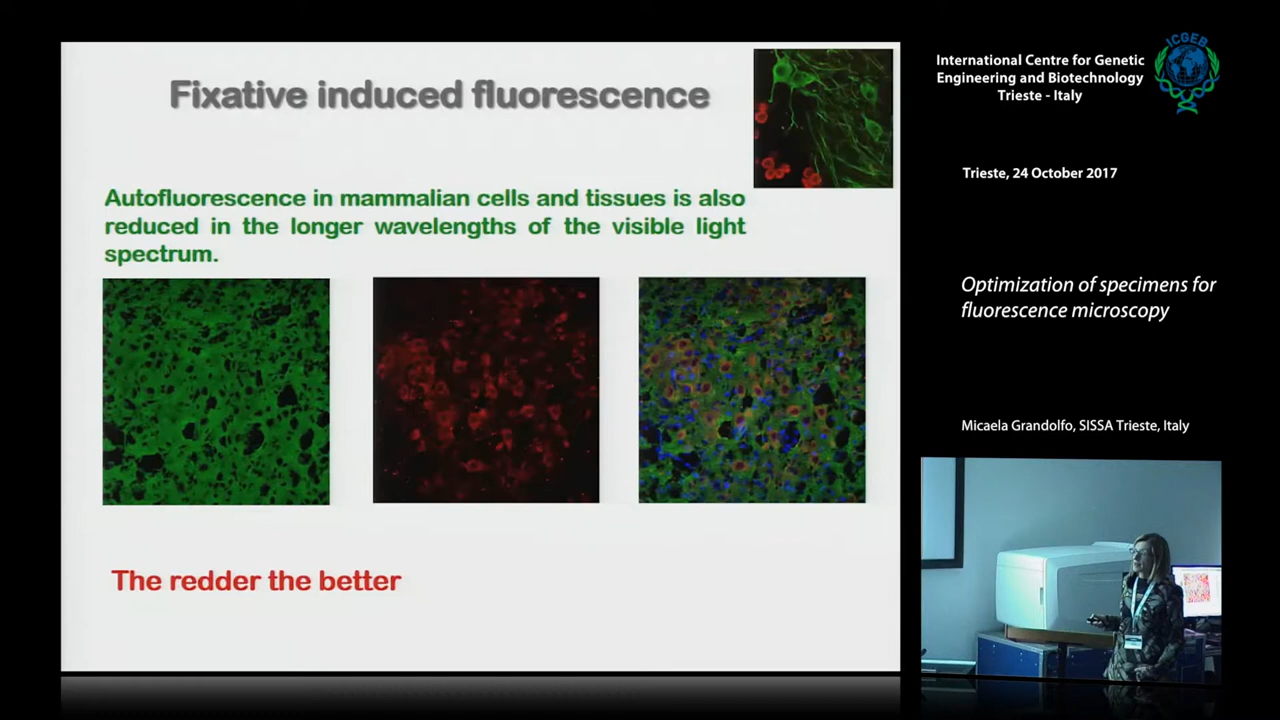 Fixative induced fluorescence
Autofluorescence in mammalian cells and tissues is also
reduced in the longer wavelengths of the visible light
spectrum.
The redder the better
International Centre for Genetic
Engineering and Biotechnology
Trieste - Italy
ICGEB
Trieste, 24 October 2017
Optimization of specimens for
fluorescence microscopy
Micaela Grandolfo, SISSA Trieste, Italy